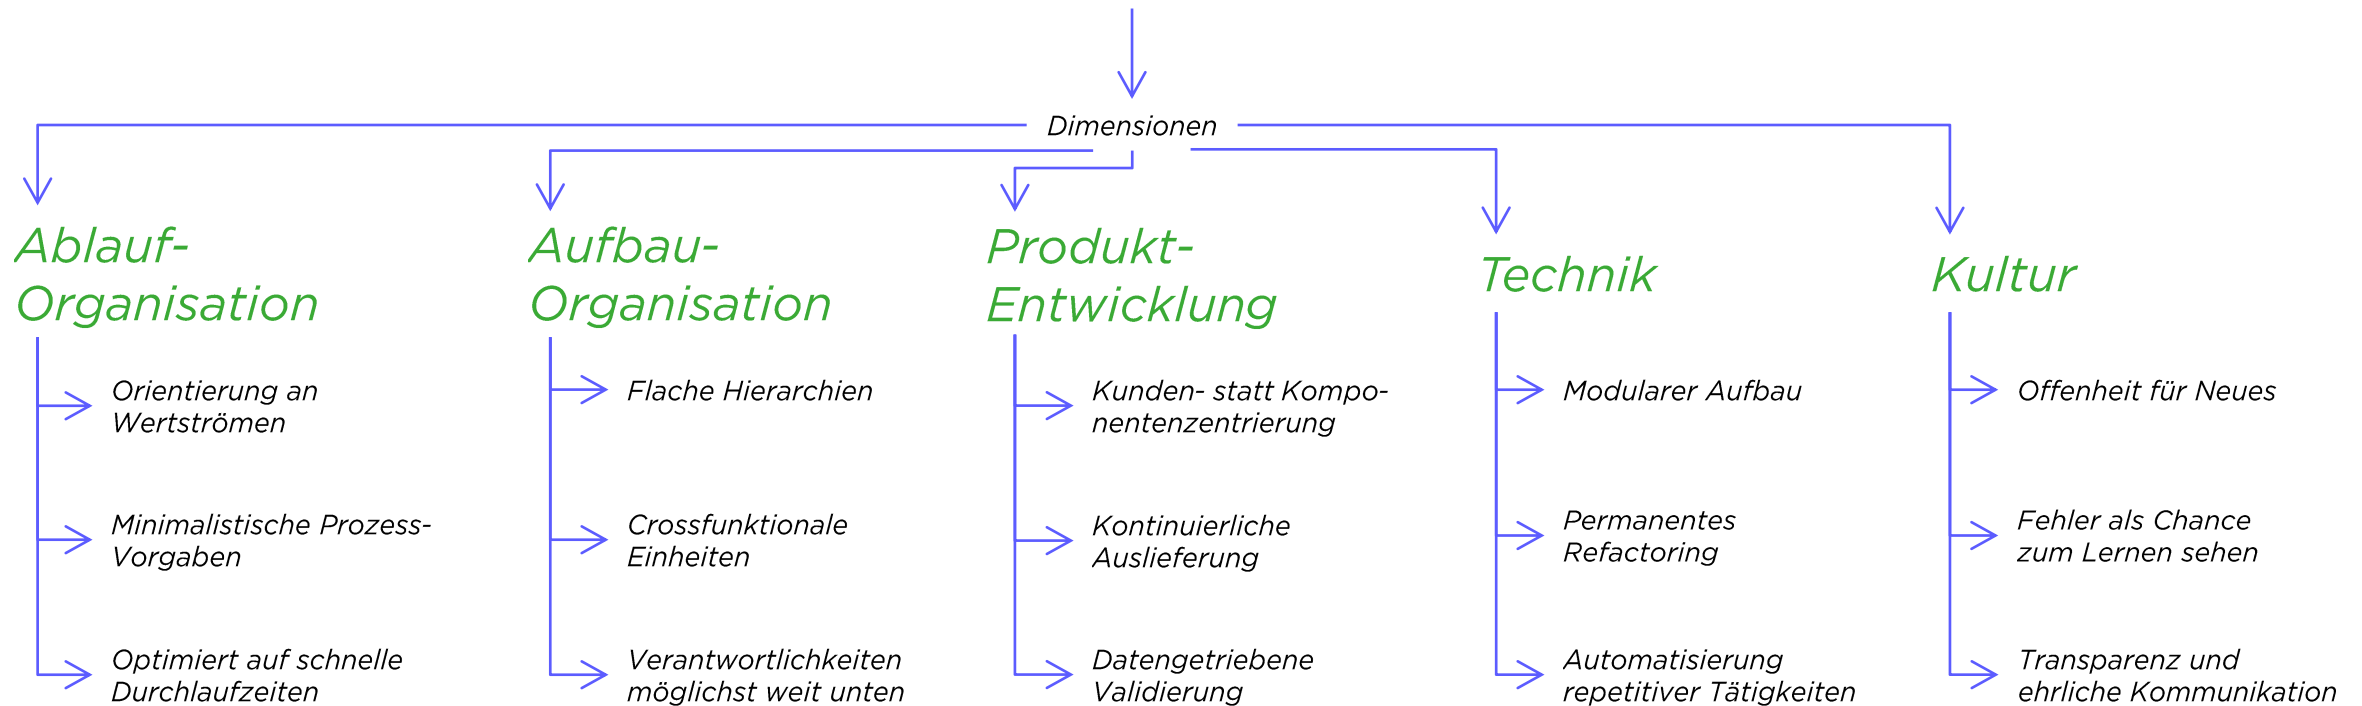 Dimensionen
Ablauf-
Organisation
Orientierung an
Wertströmen
Minimalistische Prozess-
Vorgaben
Optimiert auf schnelle
Durchlaufzeiten
Aufbau-
Organisation
Flache Hierarchien
Crossfunktionale
Einheiten
Verantwortlichkeiten
möglichst weit unten
Produkt-
Entwicklung
Kunden- statt Kompo-
nentenzentrierung
Kontinuierliche
Auslieferung
Datengetriebene
Validierung
Technik
Modularer Aufbau
Permanentes
Refactoring
Automatisierung
repetitiver Tätigkeiten
Kultur
Offenheit für Neues
Fehler als Chance
zum Lernen sehen
Transparenz und
ehrliche Kommunikation